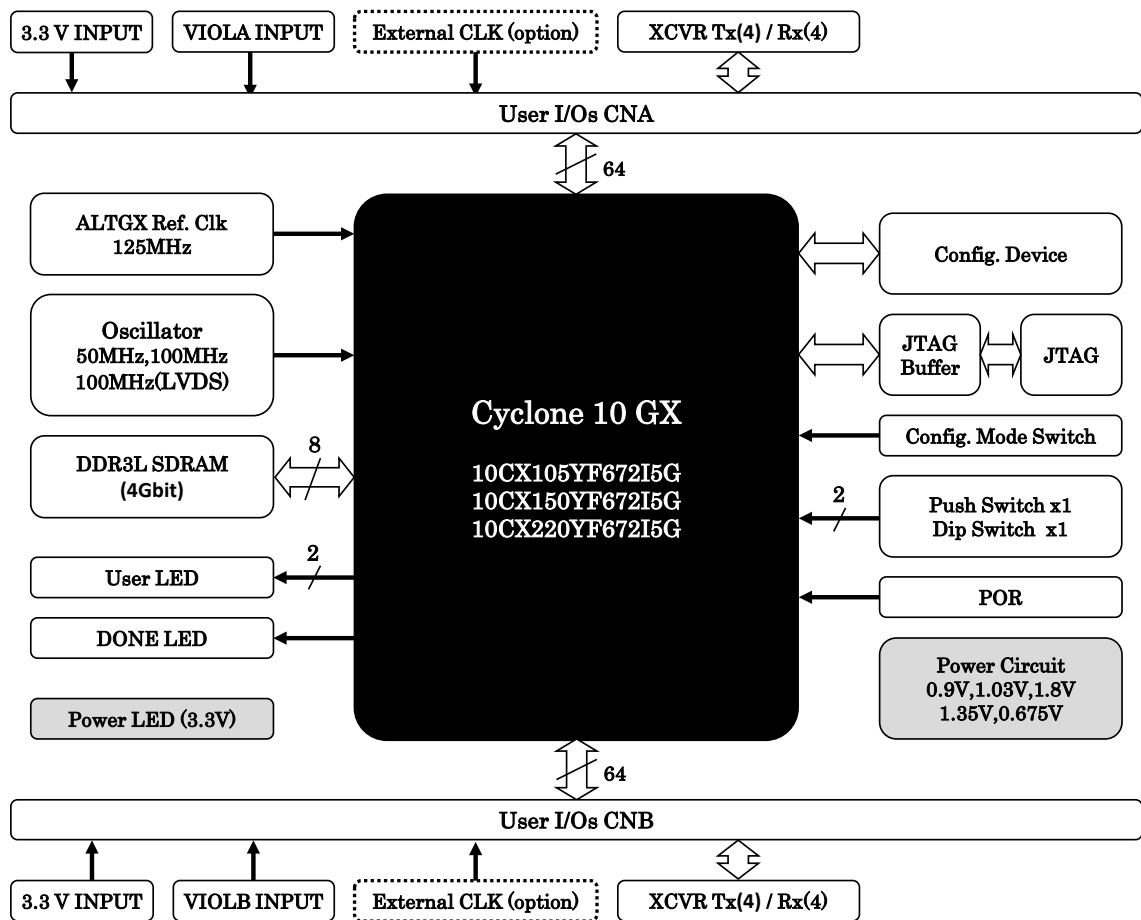 3.3 V INPUT
VIOLA INPUT
External CLK (option)
XCVR Tx(4) / Rx(4)
User I/Os CNA
64
ALTGX Ref. Clk
125MHz
Config. Device
Oscillator
50MHz,100MHz
100MHz(LVDS)
JTAG
Buffer
JTAG
Cyclone 10 GX
10CX105YF672I5G
10CX150YF672I5G
10CX220YF672I5G
Config. Mode Switch
DDR3L SDRAM
(4Gbit)
8
2
Push Switch x1
Dip Switch x1
User LED
2
POR
DONE LED
Power Circuit
0.9V,1.03V,1.8V
1.35V,0.675V
Power LED (3.3V)
64
User I/Os CNB
3.3 V INPUT
VIOLB INPUT
External CLK (option)
XCVR Tx(4) / Rx(4)